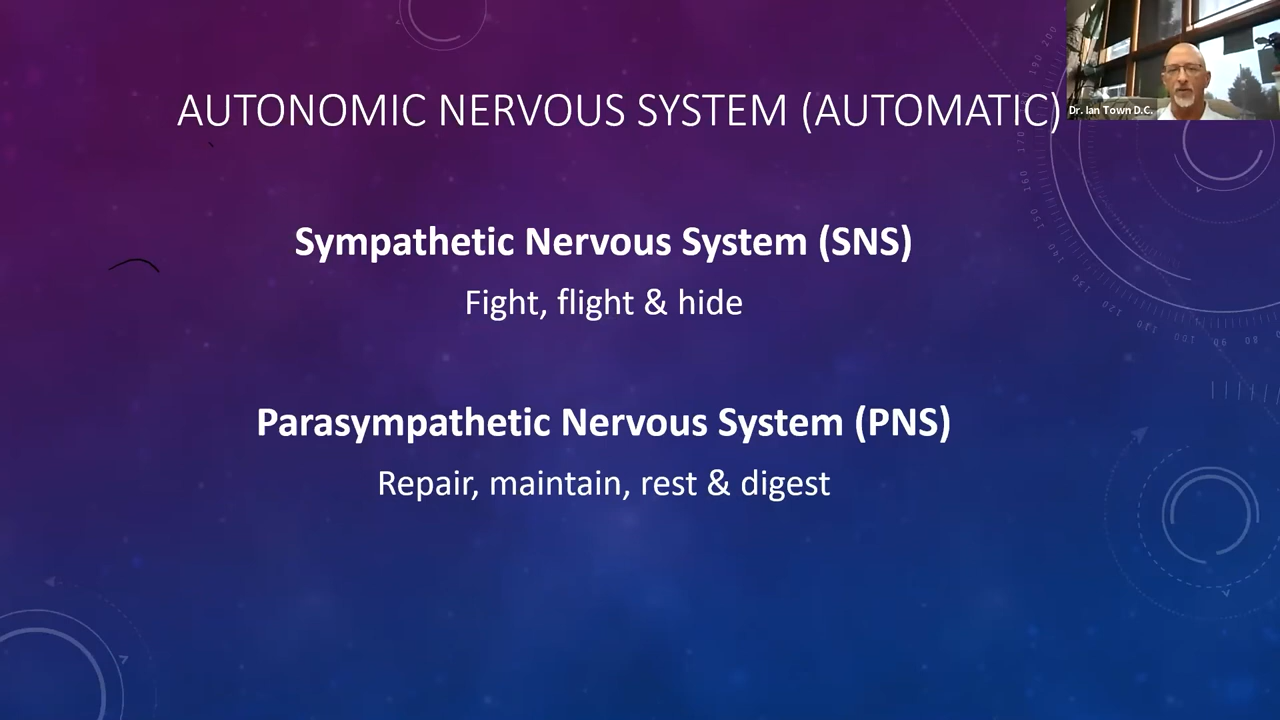 AUTONOMIC NERVOUS SYSTEM (AUTOMATIC)
Dr. Ian Town D.C.
Sympathetic Nervous System (SNS)
Fight, flight & hide
Parasympathetic Nervous System (PNS)
Repair, maintain, rest & digest